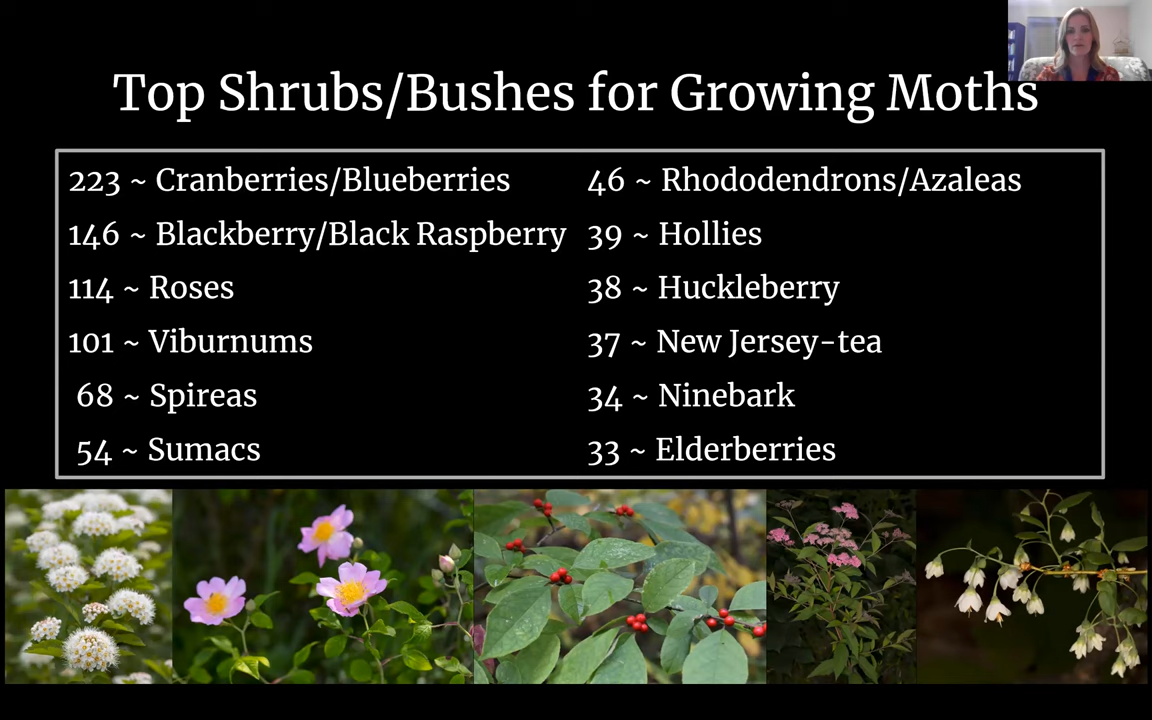 Top Shrubs/Bushes for Growing Moths
223 ~ Cranberries/Blueberries
146 ~ Blackberry/Black Raspberry
114 ~ Roses
101 ~ Viburnums
68 ~ Spireas
54 ~ Sumacs
46 ~ Rhododendrons/Azaleas
39 ~ Hollies
38 ~ Huckleberry
37 ~ New Jersey-tea
34 ~ Ninebark
33 ~ Elderberries